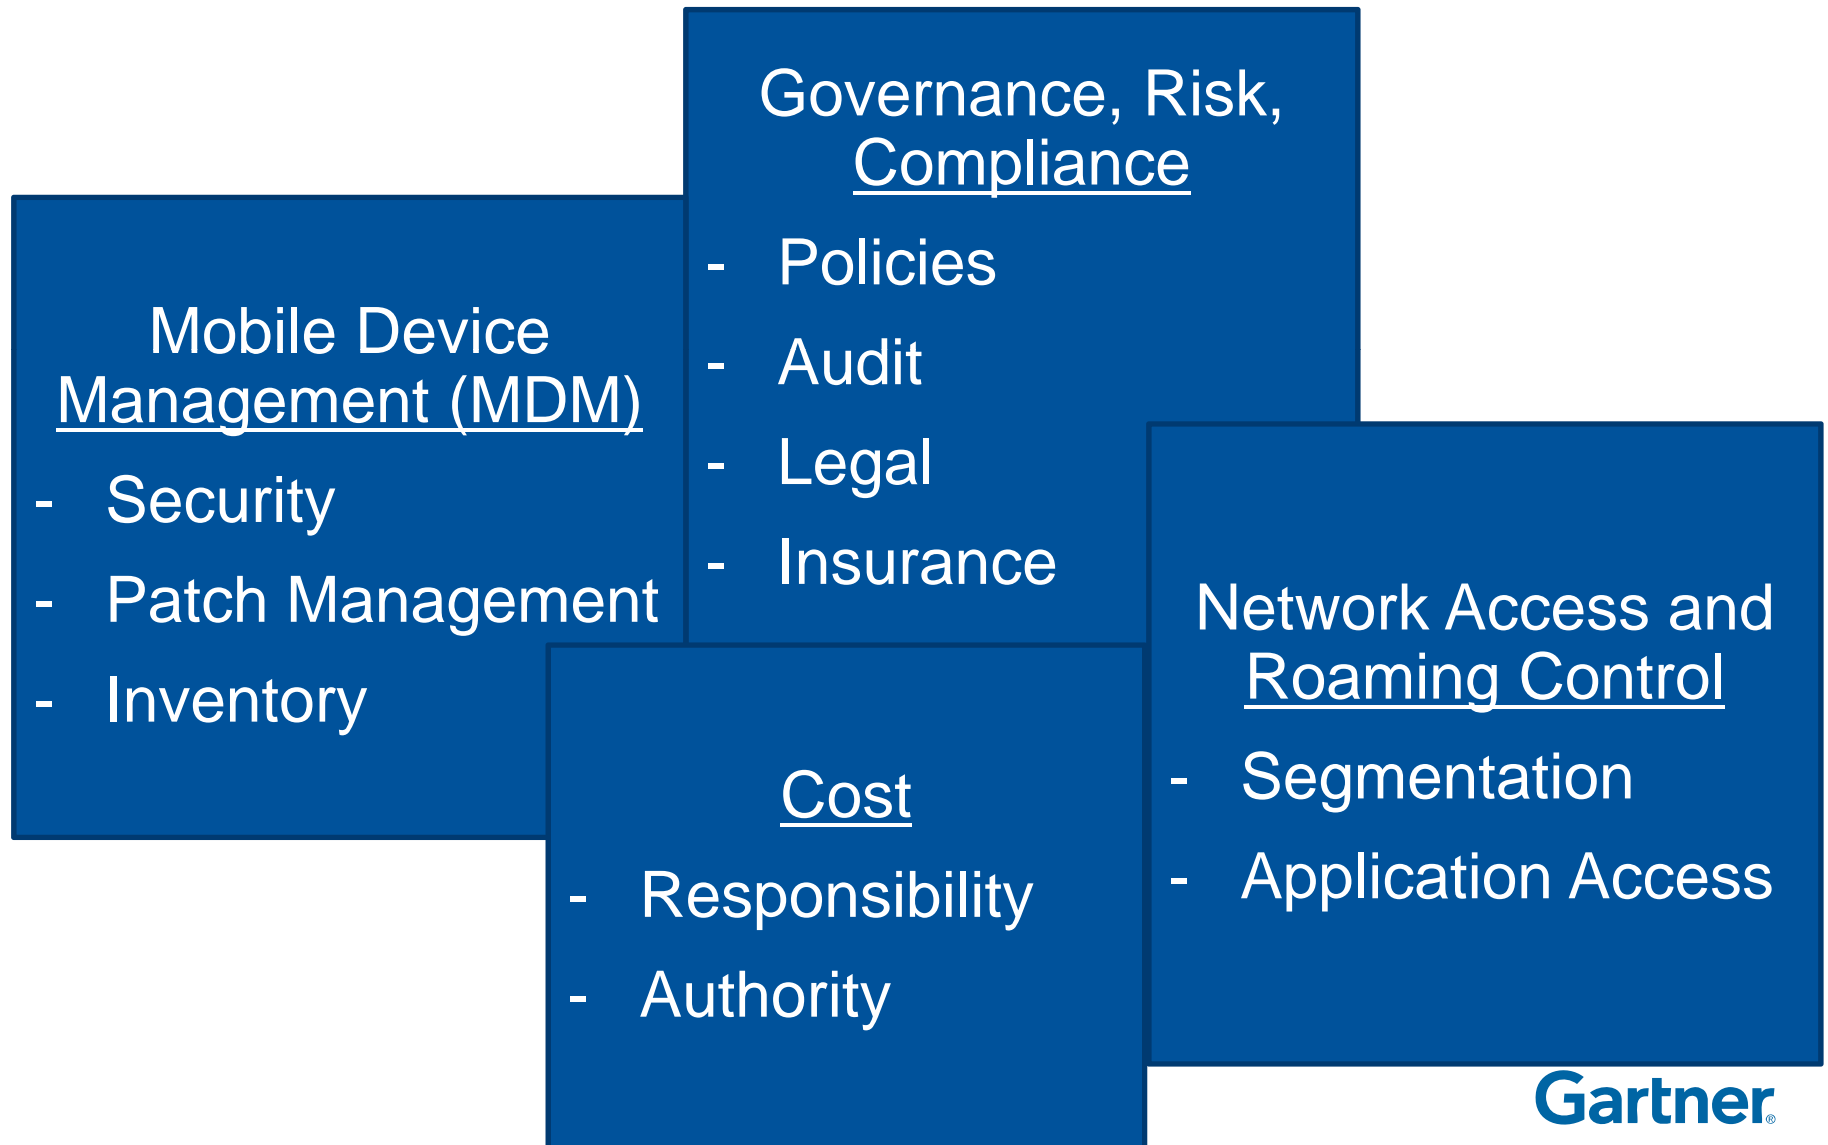 Governance, Risk,
Compliance
- Policies
- Audit
- Legal
- Insurance
Mobile Device
Management (MDM)
- Security
- Patch Management
- Inventory
Cost
- Responsibility
- Authority
Network Access and
Roaming Control
- Segmentation
- Application Access
Gartner®